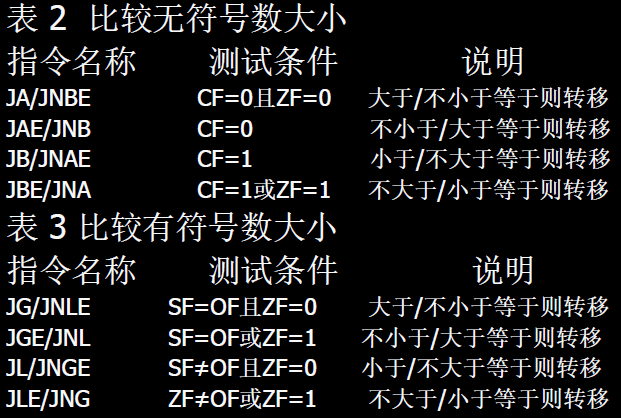 表 2 比较无符号数大小
指令名称 测试条件 说明
JA/JNBE CF=0且ZF=0 大于/不小于等于则转移
JAE/JNB CF=0 不小于/大于等于则转移
JB/JNAE CF=1 小于/不大于等于则转移
JBE/JNA CF=1或ZF=1 不大于/小于等于则转移
表 3 比较有符号数大小
指令名称 测试条件 说明
JG/JNLE SF=OF且ZF=0 大于/不小于等于则转移
JGE/JNL SF=OF或ZF=1 不小于/大于等于则转移
JL/JNGE SF≠OF且ZF=0 小于/不大于等于则转移
JLE/JNG ZF≠OF或ZF=1 不大于/小于等于则转移